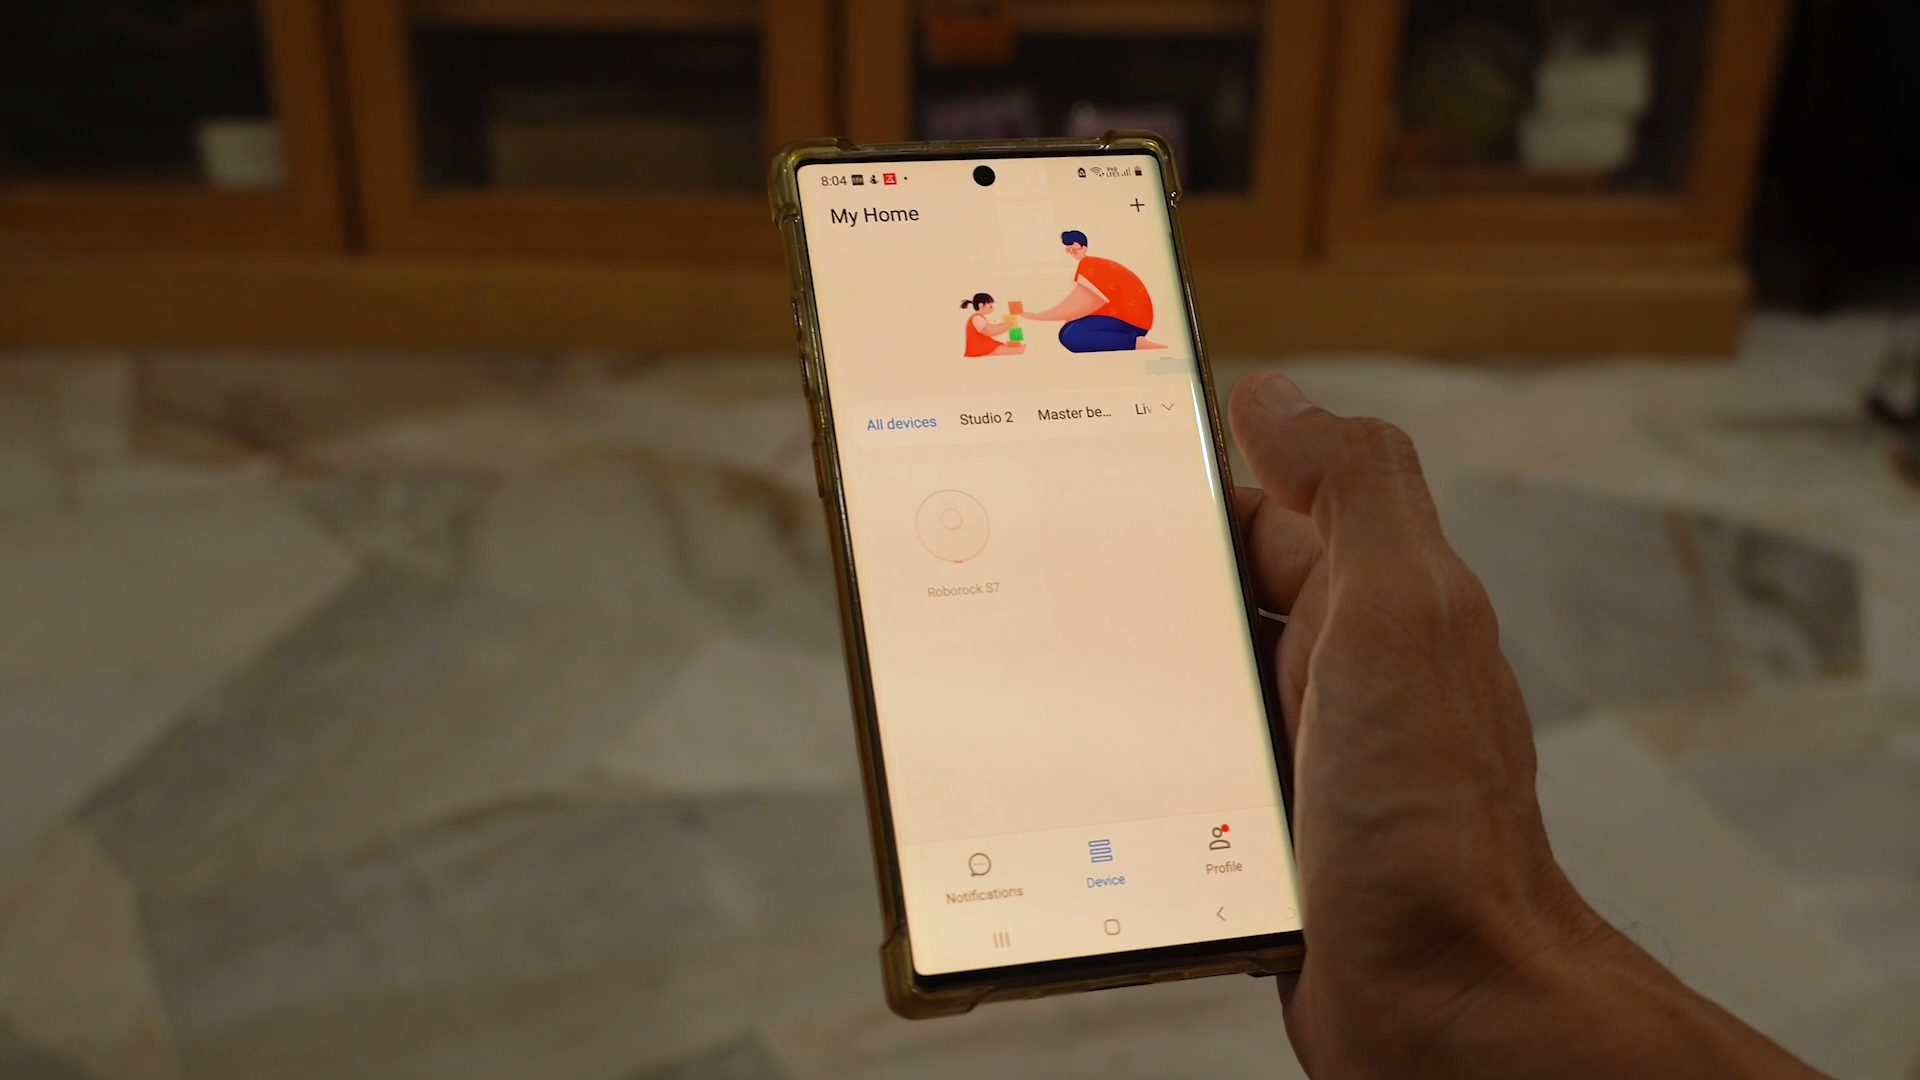 8:04
My Home
+
All devices Studio 2 Master be... Liv
Roborock S7
Notifications Device Profile